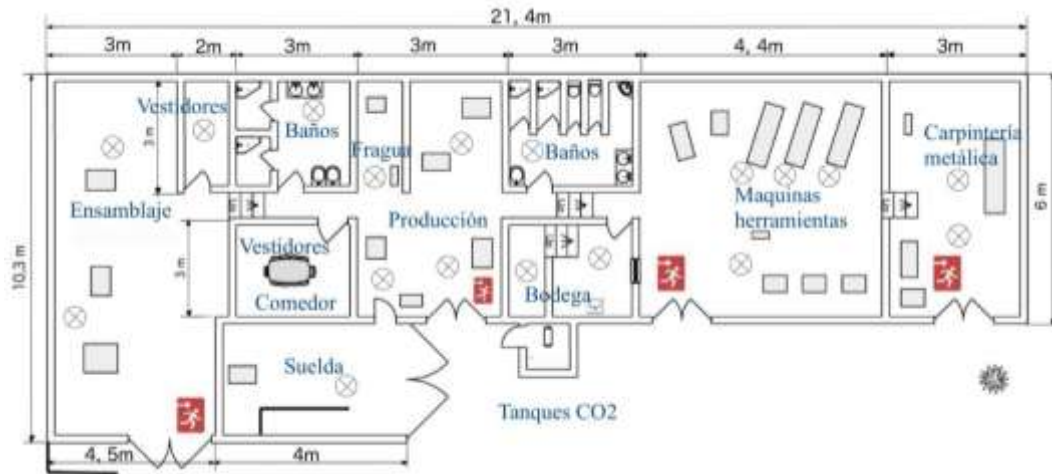 21, 4m
3m
2m
3m
3m
3m
4, 4m
3m
Vestidores
Baños
Fragua
Baños
Carpintería
metálica
3 m
10,3 m
6 m
Ensamblaje
Producción
Maquinas
herramientas
Vestidores
3 m
Comedor
Bodega
Suelda
Tanques CO2
4, 5m
4m